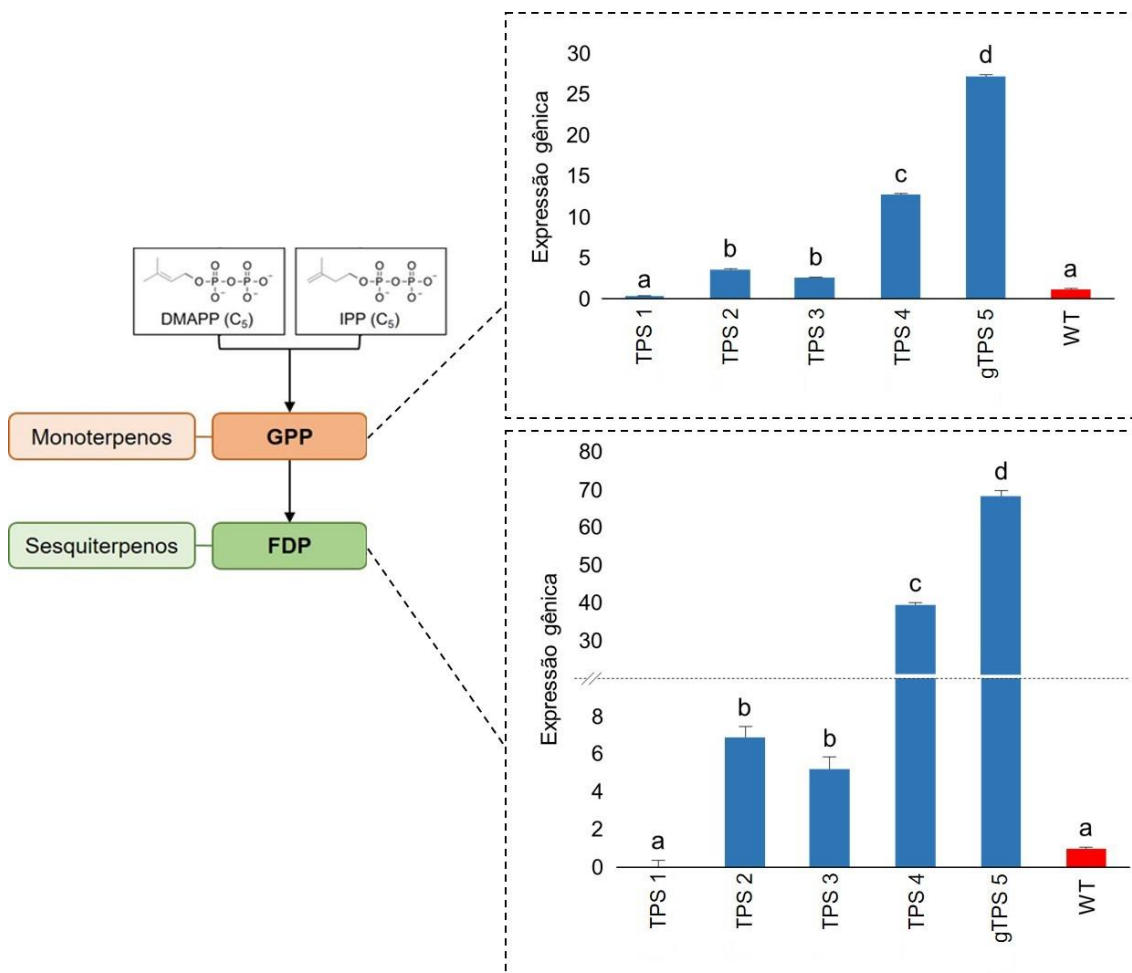 DMAPP (C₅)
IPP (C₅)
Monoterpenos
GPP
Sesquiterpenos
FDP
Expressão gênica
30
25
20
15
10
5
0
a
b
b
c
d
a
TPS 1
TPS 2
TPS 3
TPS 4
gTPS 5
WT
Expressão gênica
80
70
60
50
40
30
8
6
4
2
0
a
b
b
c
d
a
TPS 1
TPS 2
TPS 3
TPS 4
gTPS 5
WT